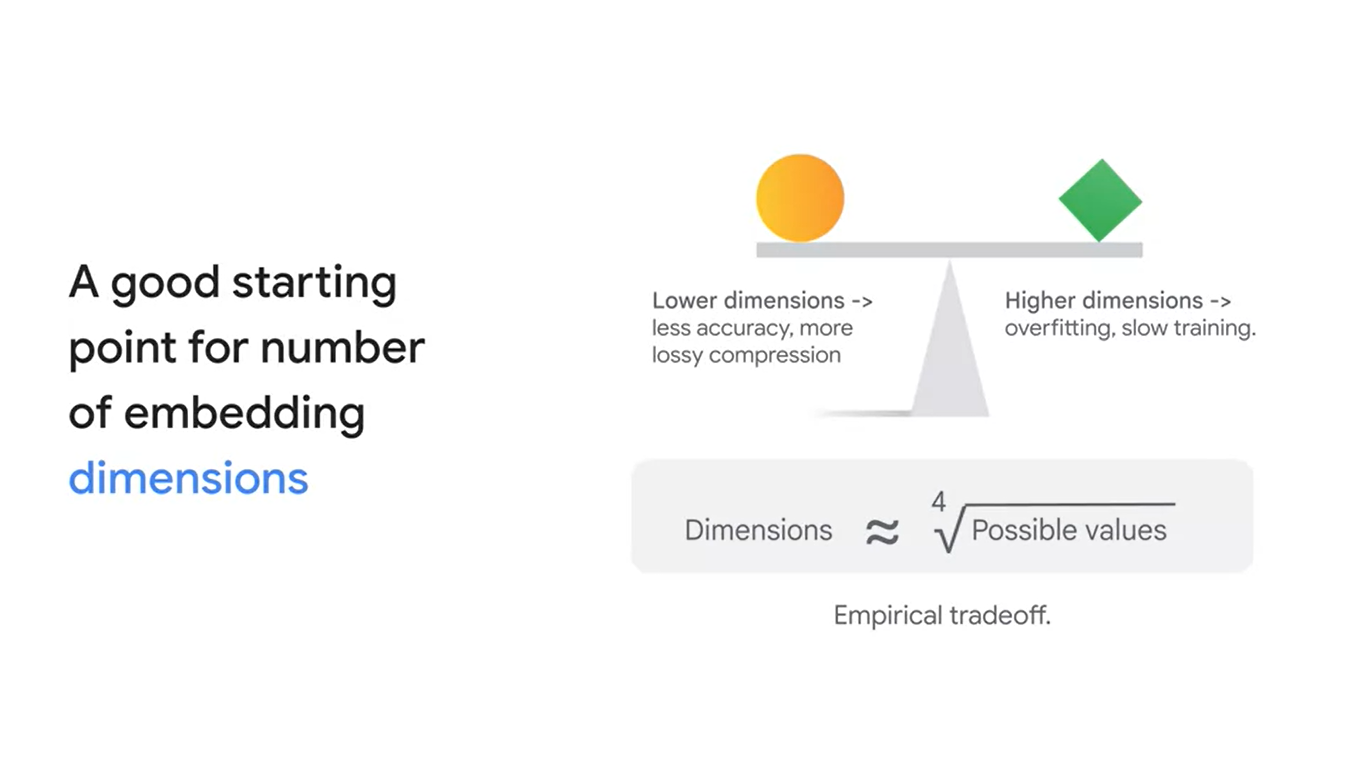 A good starting
point for number
of embedding
dimensions
Lower dimensions ->
less accuracy, more
lossy compression
Higher dimensions ->
overfitting, slow training.
Dimensions ≈ ∜Possible values
Empirical tradeoff.